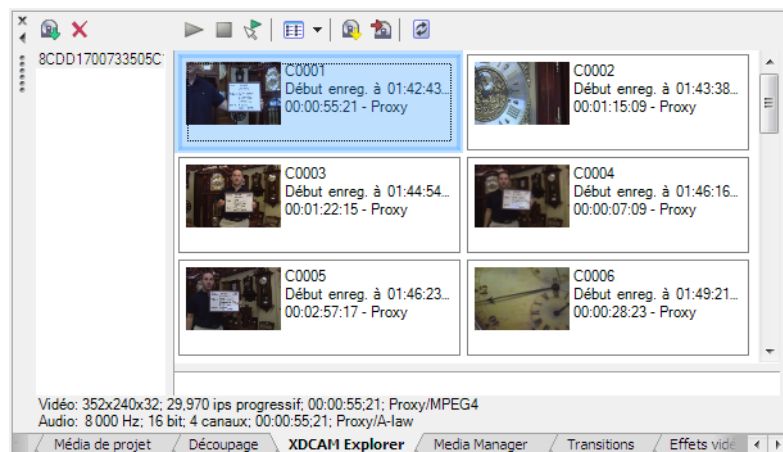 8CDD1700733505C
C0001
Début enreg. à 01:42:43...
00:00:55:21 - Proxy
C0002
Début enreg. à 01:43:38...
00:01:15:09 - Proxy
C0003
Début enreg. à 01:44:54...
00:01:22:15 - Proxy
C0004
Début enreg. à 01:46:16...
00:00:07:09 - Proxy
C0005
Début enreg. à 01:46:23...
00:02:57:17 - Proxy
C0006
Début enreg. à 01:49:21...
00:00:28:23 - Proxy
Vidéo: 352x240x32; 29,970 ips progressif; 00:00:55;21; Proxy/MPEG4
Audio: 8 000 Hz; 16 bit; 4 canaux; 00:00:55;21; Proxy/A-law
Média de projet
Découpage
XDCAM Explorer
Media Manager
Transitions
Effets vidé